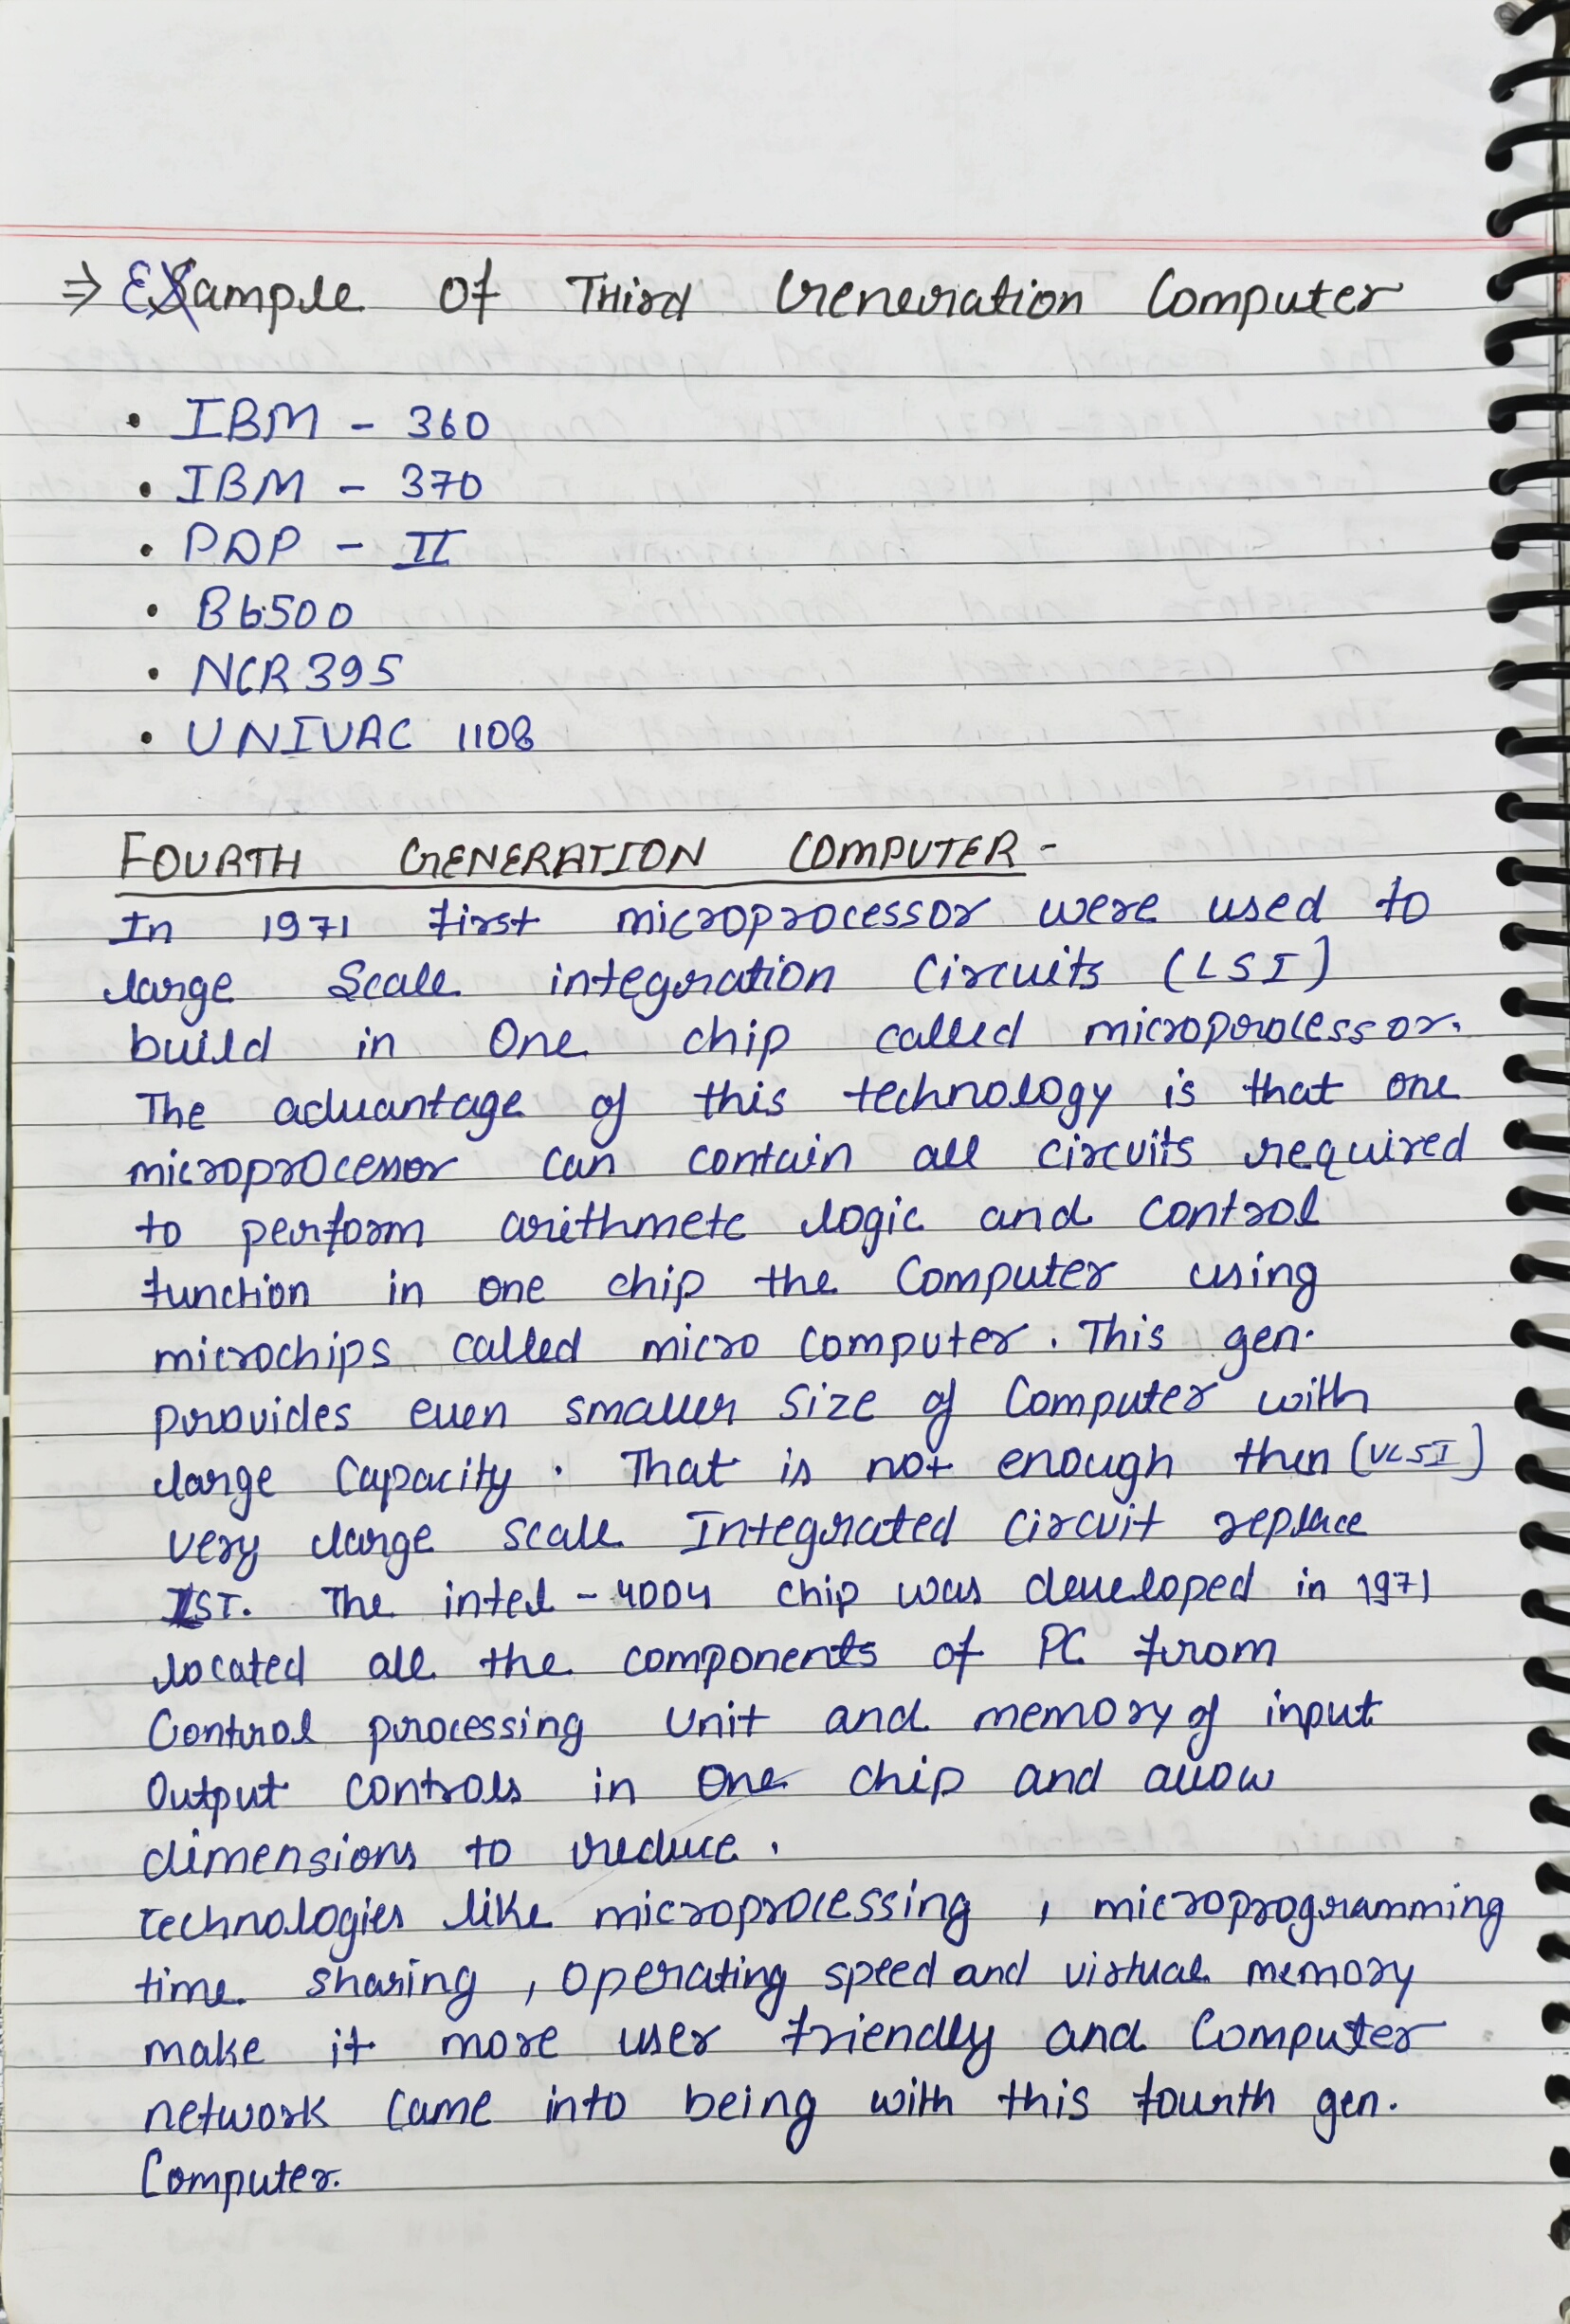 ⇒ Example Of THird Generation Computer
• IBM - 360
• IBM - 370
• PDP - II
• B6500
• NCR 395
• UNIVAC 1108
FOURTH GENERATION COMPUTER -
In 1971 first microprocessor were used to
large Scale integration Circuits (LSI)
build in One chip called microprocessor.
The advantage of this technology is that one
microprocessor can contain all circuits required
to perform arithmetc logic and control
function in one chip the Computer using
microchips called micro computer. This gen.
provides even smaller size of Computer with
large Capacity. That is not enough then (VLSI)
very large scale Integrated circuit replace
LST. The intel - 4004 chip was developed in 1971
located all the components of PC from
Control processing Unit and memory of input
Output controls in One chip and allow
dimensions to reduce.
technologies like microprocessing, microprogramming
time sharing, operating speed and virtual memory
make it more user friendly and Computer
network came into being with this fourth gen.
Computer.